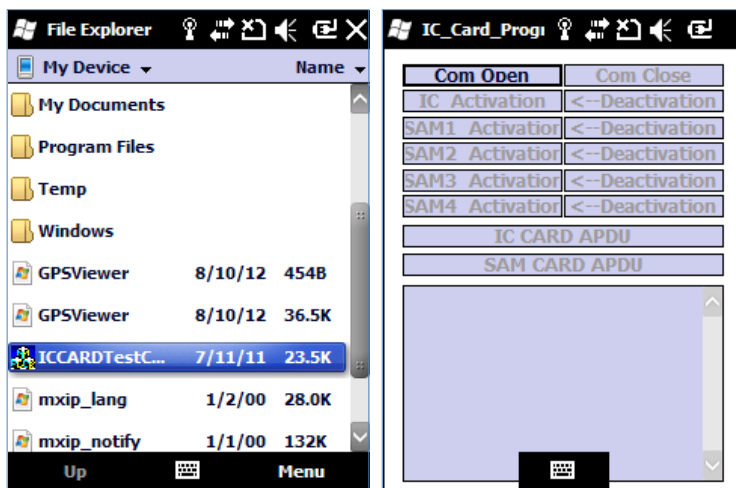 File Explorer
My Device Name
My Documents
Program Files
Temp
Windows
GPSViewer 8/10/12 454B
GPSViewer 8/10/12 36.5K
ICCARDTestC... 7/11/11 23.5K
mxip_lang 1/2/00 28.0K
mxip_notify 1/1/00 132K
Up Menu
IC_Card_Progr
Com Open Com Close
IC Activation <--Deactivation
SAM1 Activation <--Deactivation
SAM2 Activation <--Deactivation
SAM3 Activation <--Deactivation
SAM4 Activation <--Deactivation
IC CARD APDU
SAM CARD APDU